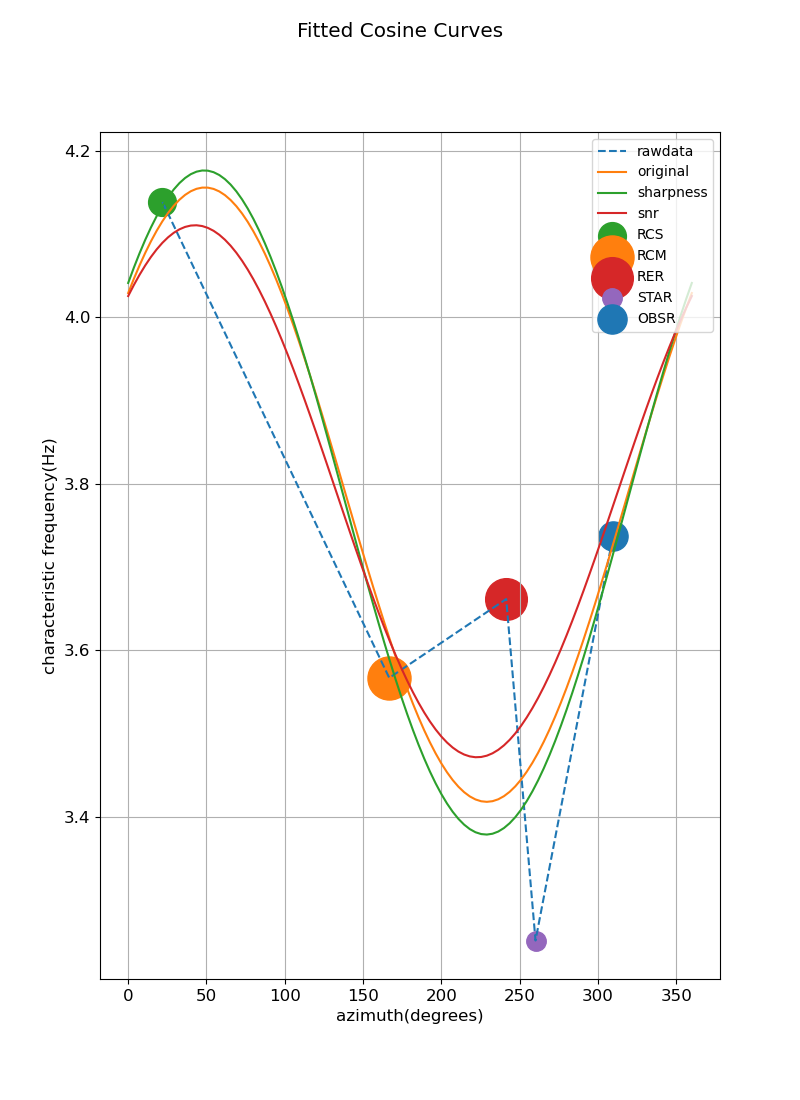 Fitted Cosine Curves
4.2
4.0
3.8
3.6
3.4
characteristic frequency(Hz)
rawdata
original
sharpness
snr
RCS
RCM
RER
STAR
OBSR
0 50 100 150 200 250 300 350
azimuth(degrees)